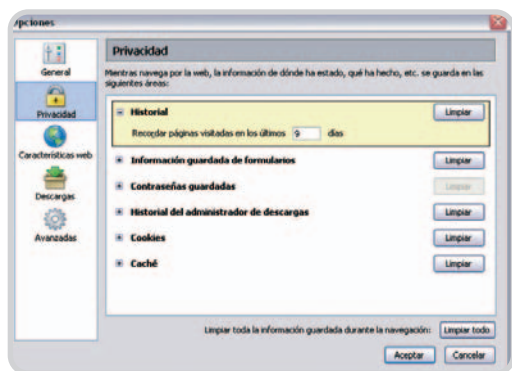 pciones
General
Privacidad
Características web
Descargas
Avanzadas
Privacidad
Mientras navega por la web, la información de dónde ha estado, qué ha hecho, etc. se guarda en las
siguientes áreas:
Historial Limpiar
Recordar páginas visitadas en los últimos 9 días
Información guardada de formularios Limpiar
Contraseñas guardadas Limpiar
Historial del administrador de descargas Limpiar
Cookies Limpiar
Caché Limpiar
Limpiar toda la información guardada durante la navegación: Limpiar todo
Aceptar Cancelar